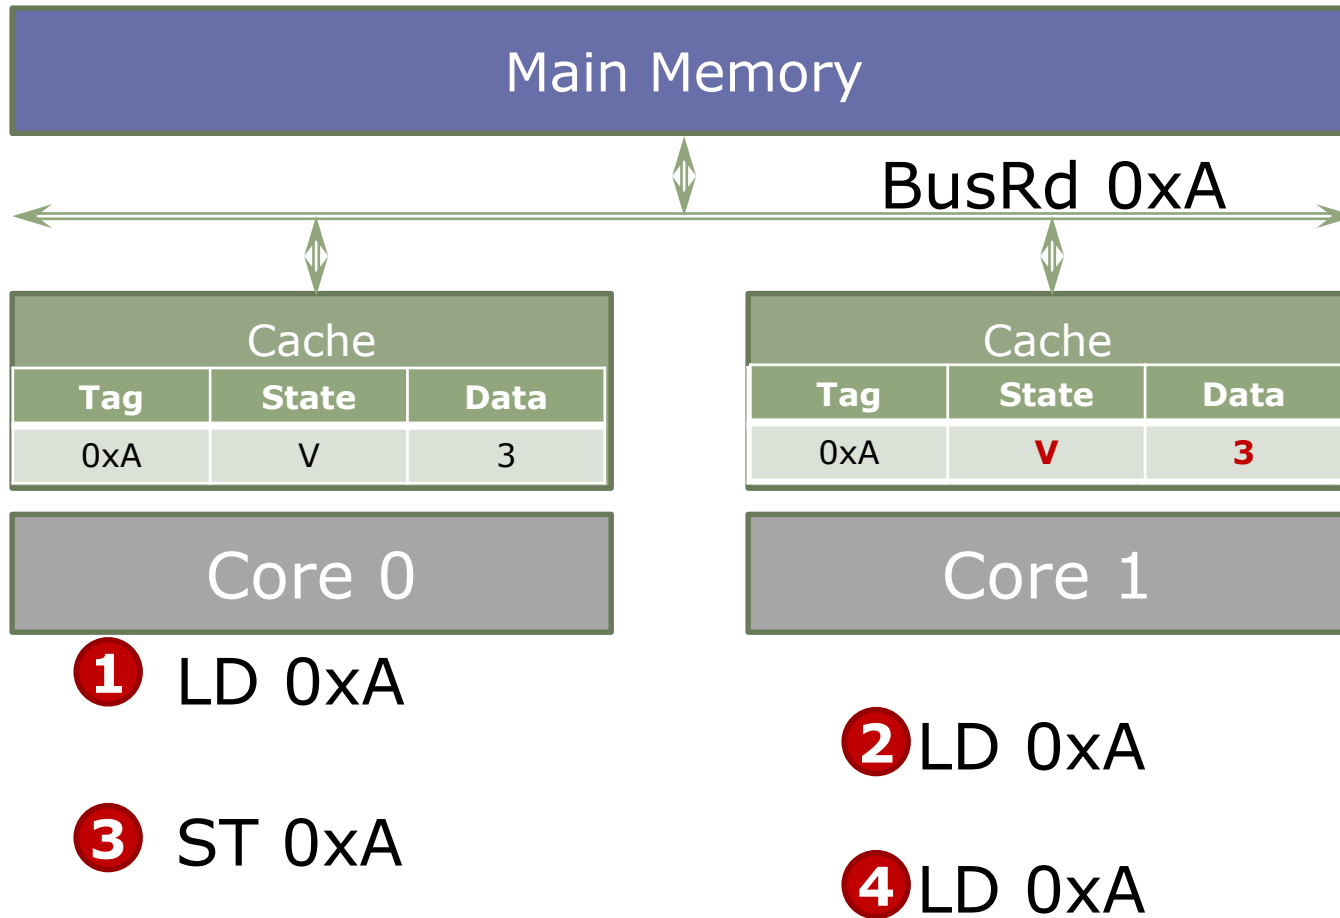 Main Memory
BusRd 0xA
Cache
Tag State Data
0xA V 3
Cache
Tag State Data
0xA V 3
Core 0
Core 1
1 LD 0xA
2 LD 0xA
3 ST 0xA
4 LD 0xA